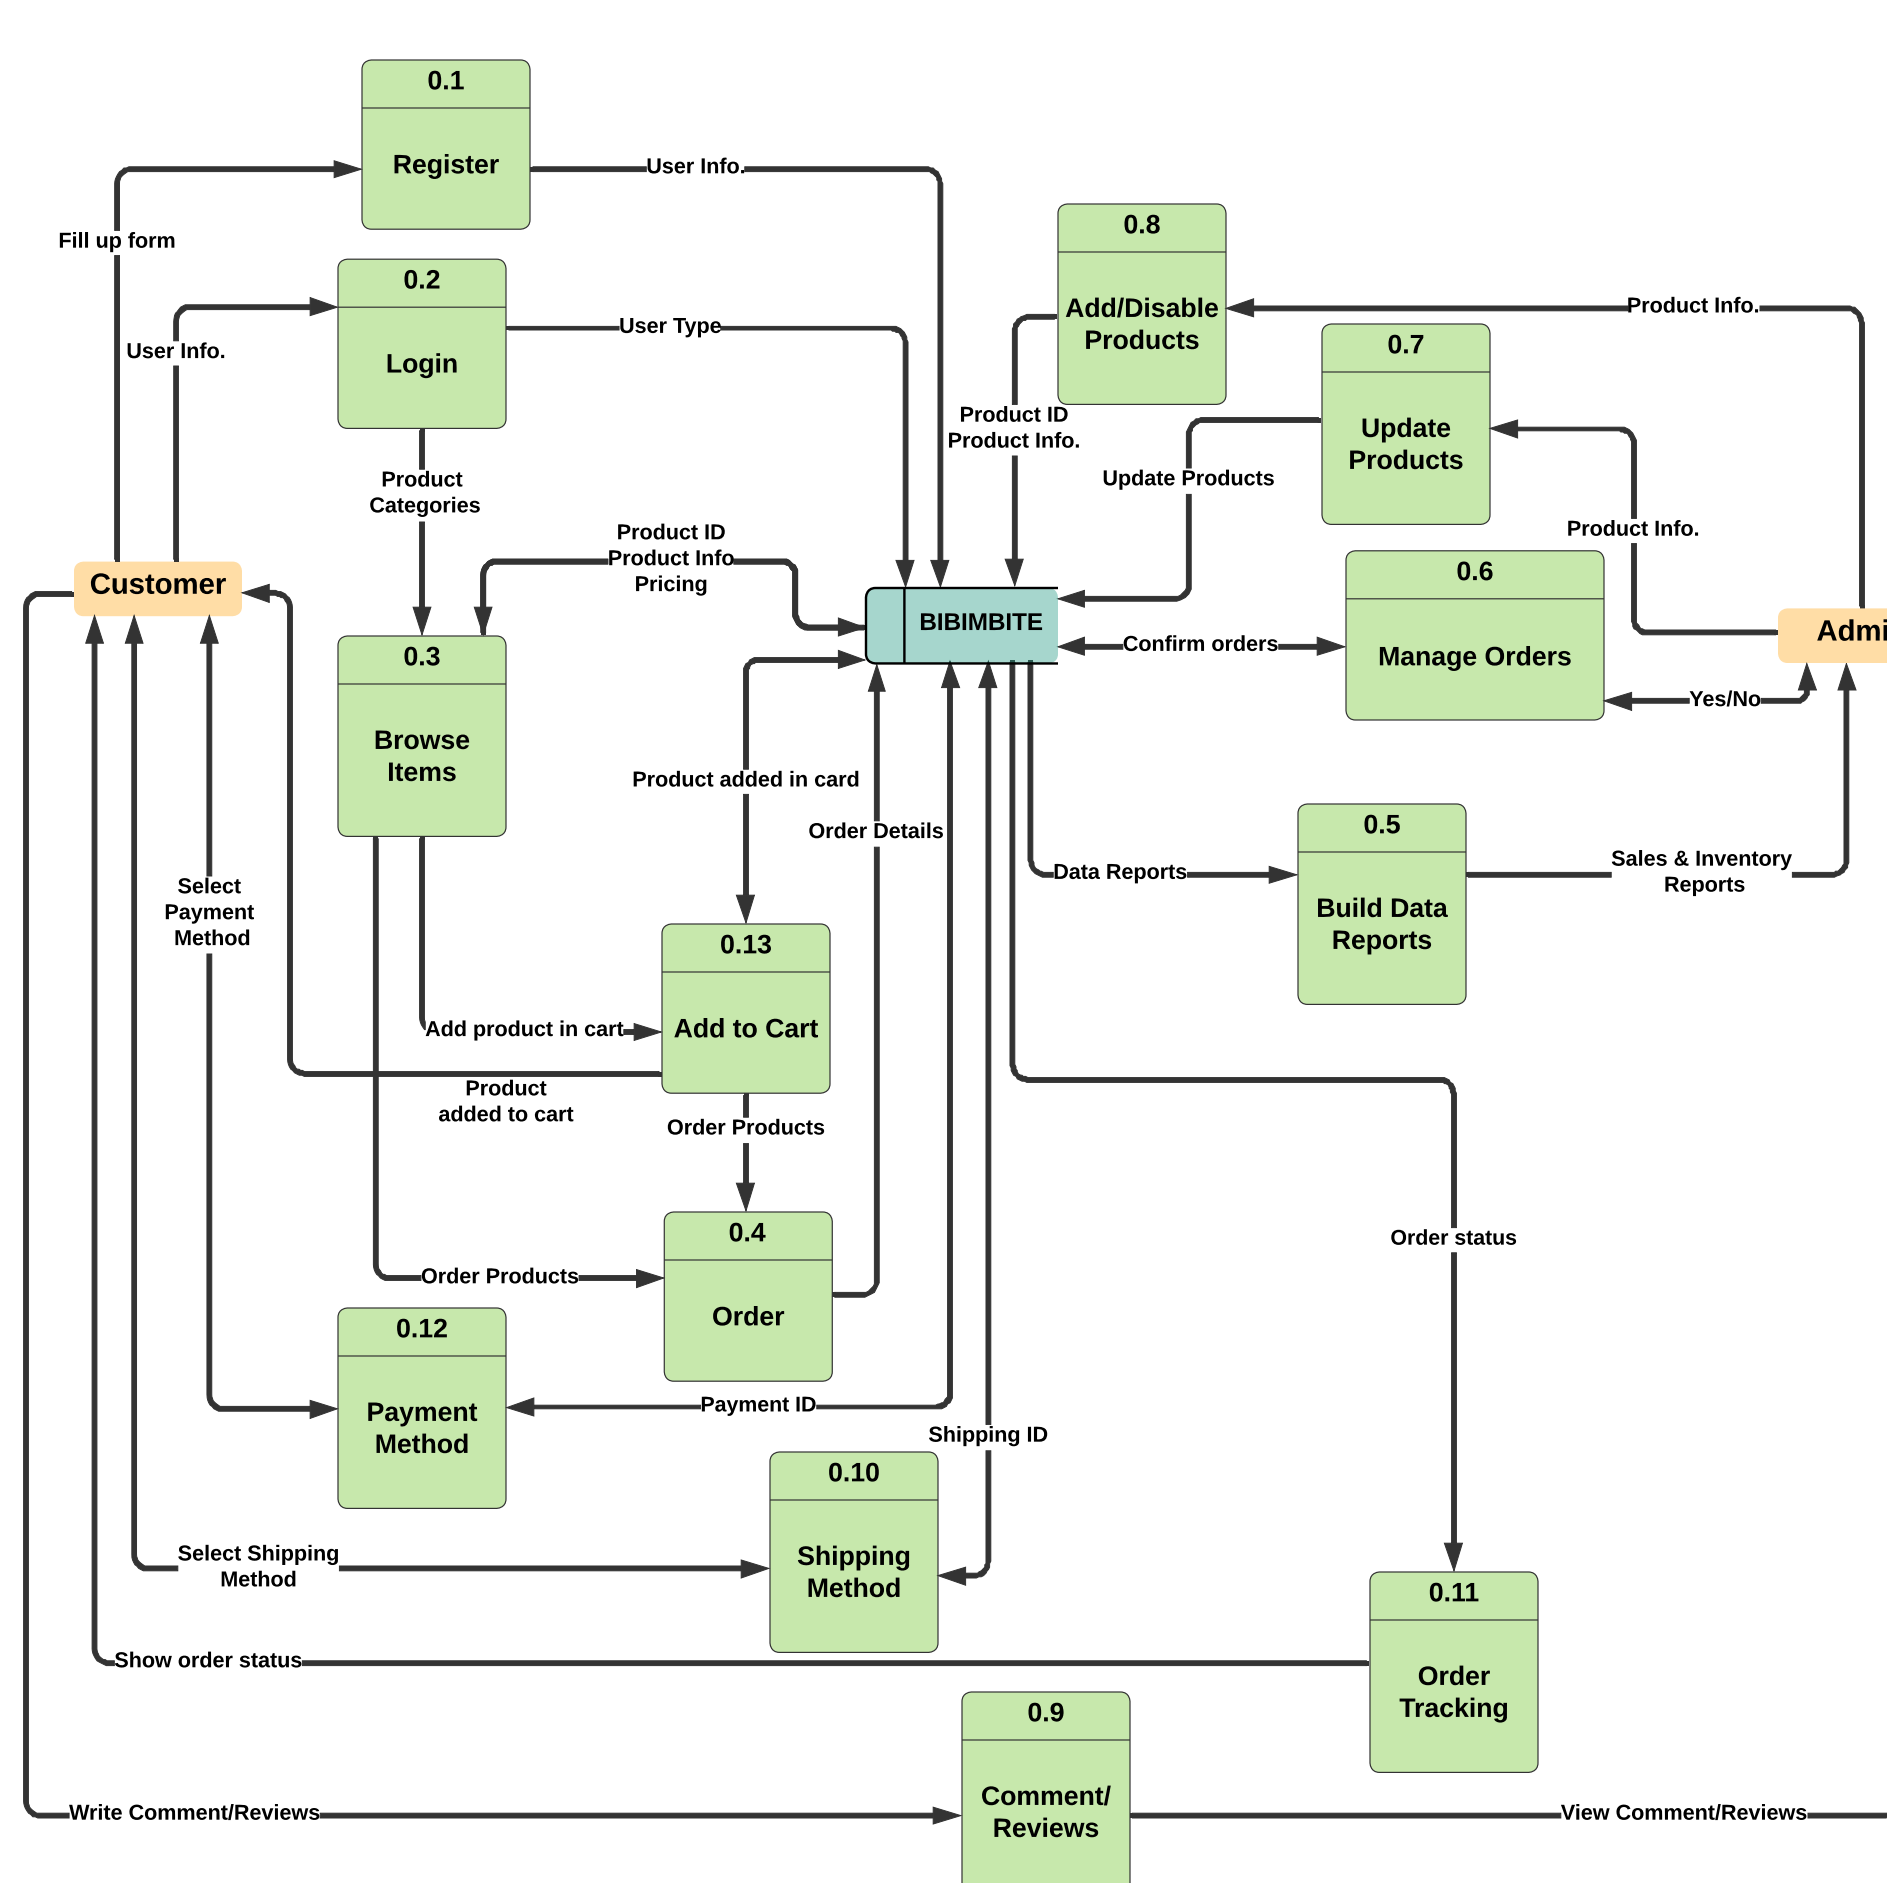 0.1
Register
User Info.
Fill up form
0.8
Add/Disable
Products
Product Info.
0.2
Login
User Info.
User Type
0.7
Update
Products
Product ID
Product Info.
Update Products
Product
Categories
Product Info.
Product ID
Product Info
Pricing
0.6
Manage Orders
Customer
BIBIMBITE
Confirm orders
Admi
Yes/No
0.3
Browse
Items
Product added in card
Order Details
0.5
Build Data
Reports
Data Reports
Sales & Inventory
Reports
Select
Payment
Method
0.13
Add to Cart
Add product in cart
Product
added to cart
Order Products
0.4
Order
Order Products
Order status
0.12
Payment
Method
Payment ID
Shipping ID
0.10
Shipping
Method
Select Shipping
Method
0.11
Order
Tracking
Show order status
0.9
Comment/
Reviews
Write Comment/Reviews
View Comment/Reviews